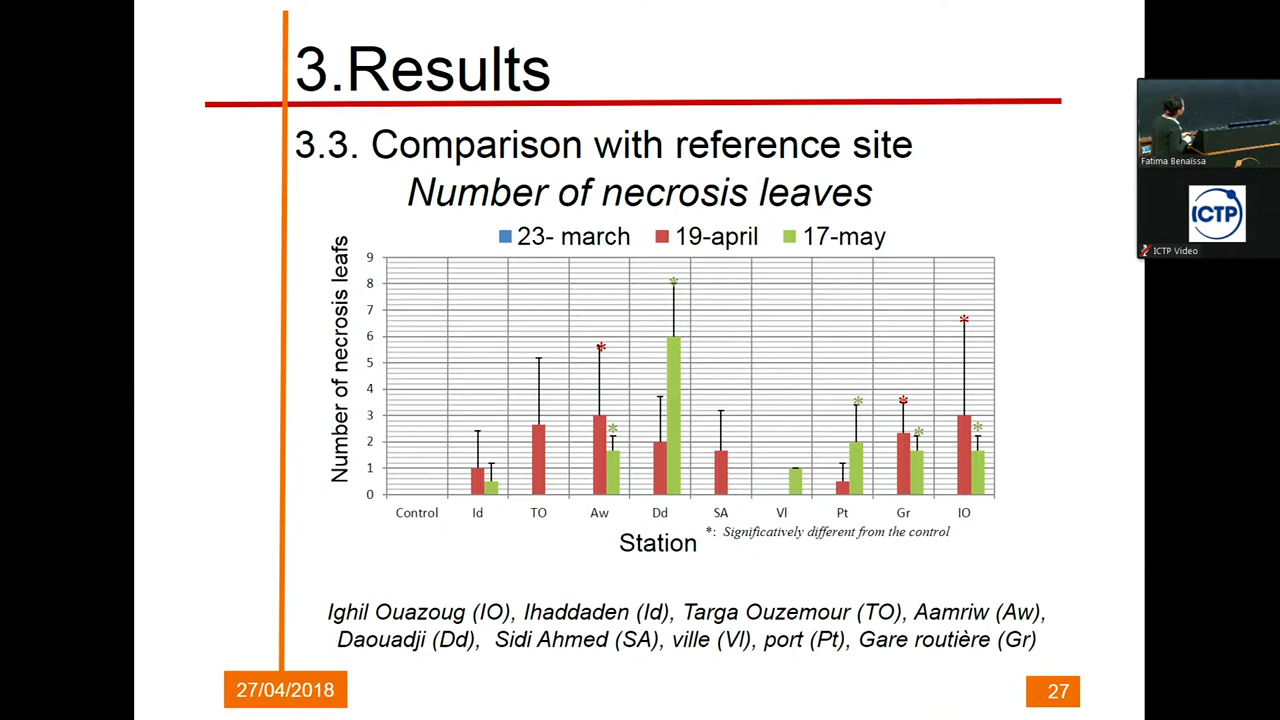 3.Results
3.3. Comparison with reference site
Number of necrosis leaves
23- march 19-april 17-may
Number of necrosis leafs
9
8
7
6
5
4
3
2
1
0
* * * * * * * * *
Control Id TO Aw Dd SA Vl Pt Gr IO
*: Significatively different from the control
Station
Ighil Ouazoug (IO), Ihaddaden (Id), Targa Ouzemour (TO), Aamriw (Aw),
Daouadji (Dd), Sidi Ahmed (SA), ville (Vl), port (Pt), Gare routière (Gr)
27/04/2018
27
Fatima Benaïssa
ICTP
ICTP Video